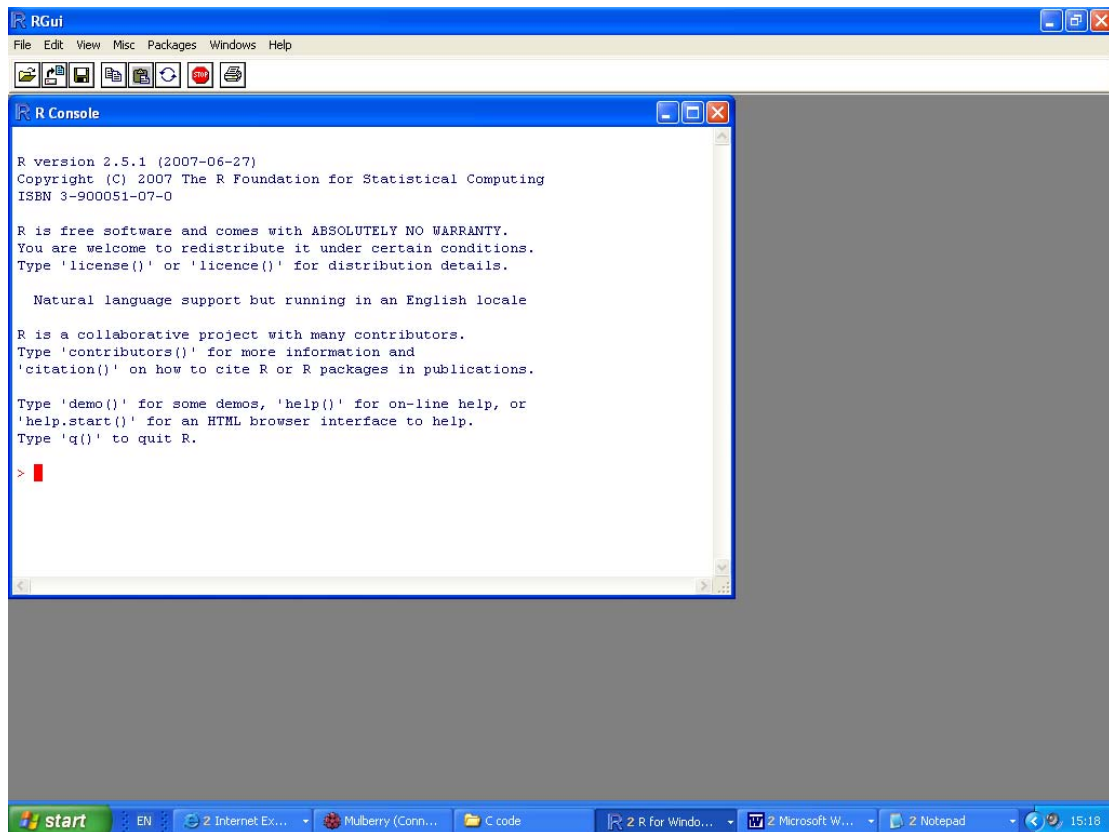 RGui
File Edit View Misc Packages Windows Help
STOP
R Console
R version 2.5.1 (2007-06-27)
Copyright (C) 2007 The R Foundation for Statistical Computing
ISBN 3-900051-07-0
R is free software and comes with ABSOLUTELY NO WARRANTY.
You are welcome to redistribute it under certain conditions.
Type 'license()' or 'licence()' for distribution details.
Natural language support but running in an English locale
R is a collaborative project with many contributors.
Type 'contributors()' for more information and
'citation()' on how to cite R or R packages in publications.
Type 'demo()' for some demos, 'help()' for on-line help, or
'help.start()' for an HTML browser interface to help.
Type 'q()' to quit R.
>
start EN 2 Internet Ex... Mulberry (Conn... C code R 2 R for Windo... W 2 Microsoft W... 2 Notepad 15:18